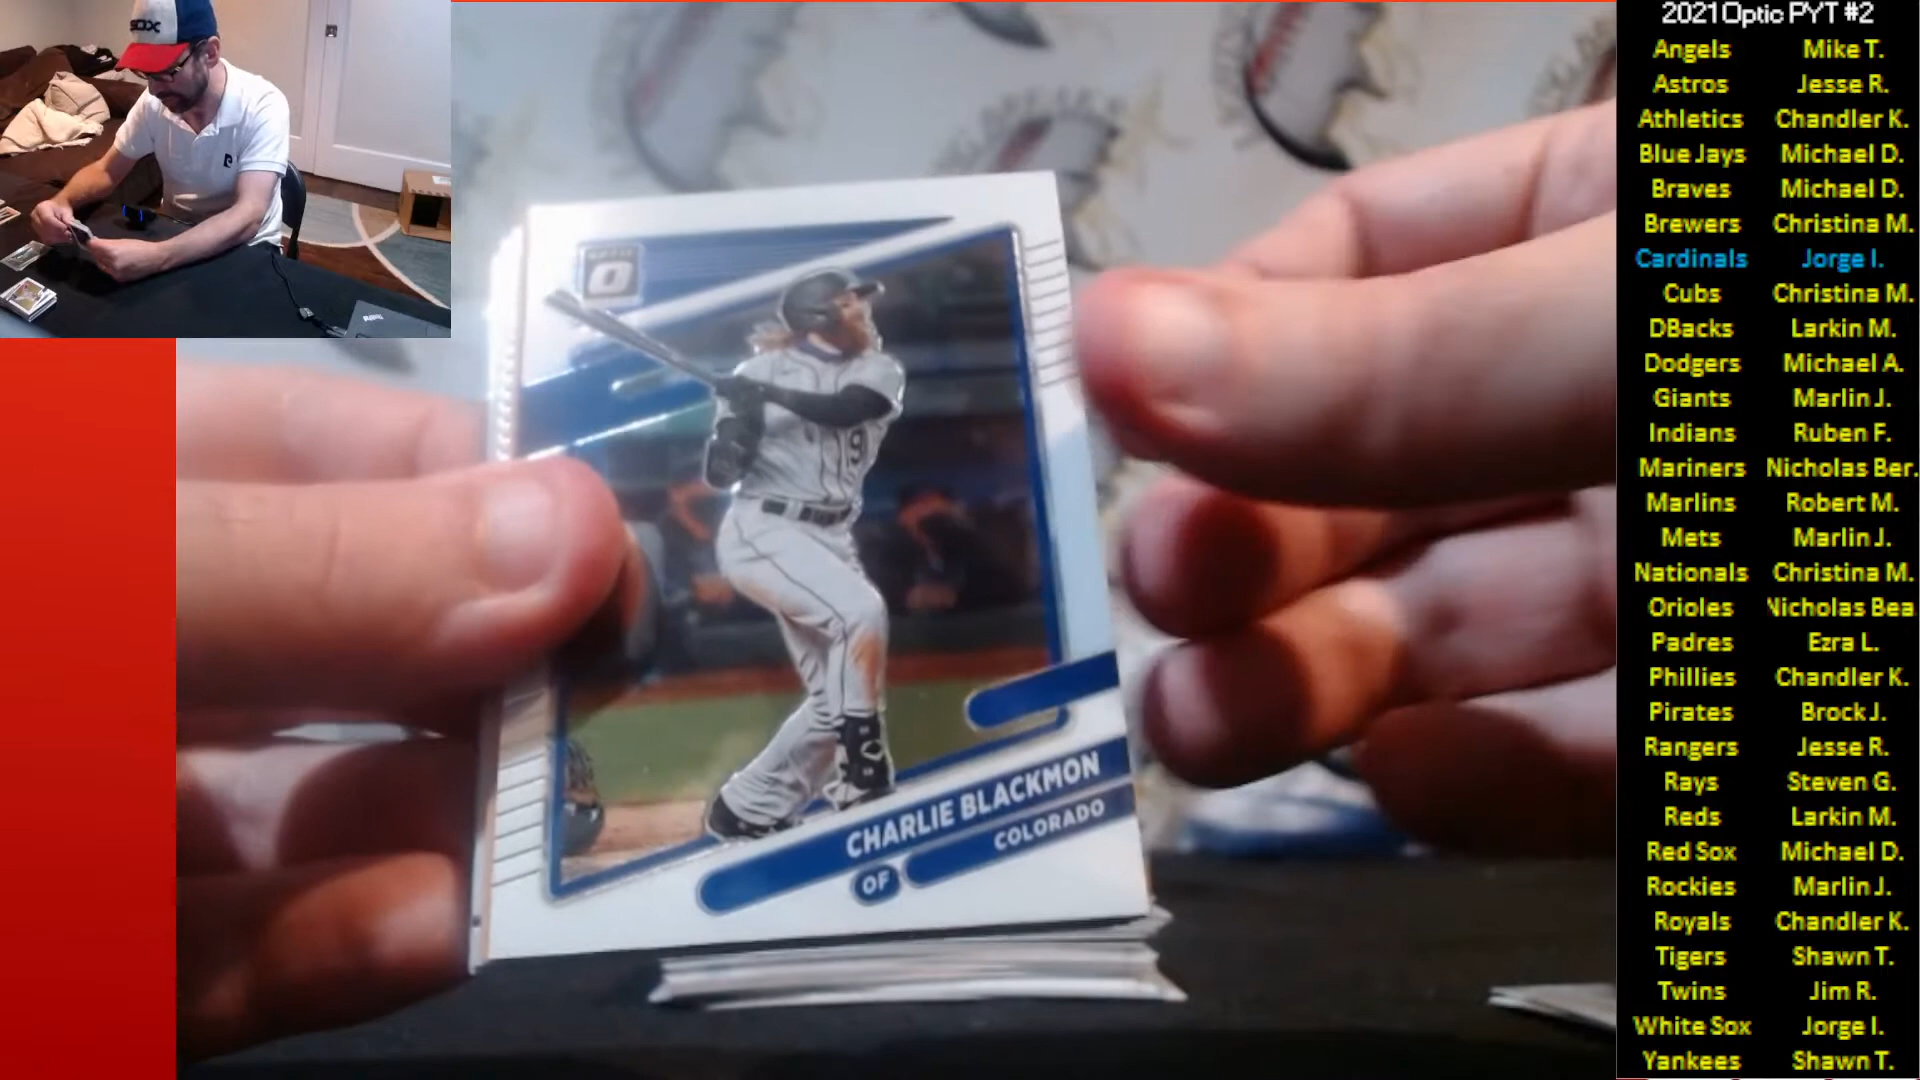 2021 Optic PYT #2
Angels Mike T.
Astros Jesse R.
Athletics Chandler K.
Blue Jays Michael D.
Braves Michael D.
Brewers Christina M.
Cardinals Jorge I.
Cubs Christina M.
DBacks Larkin M.
Dodgers Michael A.
Giants Marlin J.
Indians Ruben F.
Mariners Nicholas Ber.
Marlins Robert M.
Mets Marlin J.
Nationals Christina M.
Orioles Nicholas Bea
Padres Ezra L.
Phillies Chandler K.
Pirates Brock J.
Rangers Jesse R.
Rays Steven G.
Reds Larkin M.
Red Sox Michael D.
Rockies Marlin J.
Royals Chandler K.
Tigers Shawn T.
Twins Jim R.
White Sox Jorge I.
Yankees Shawn T.
SOX
O
19
CHARLIE BLACKMON
OF
COLORADO